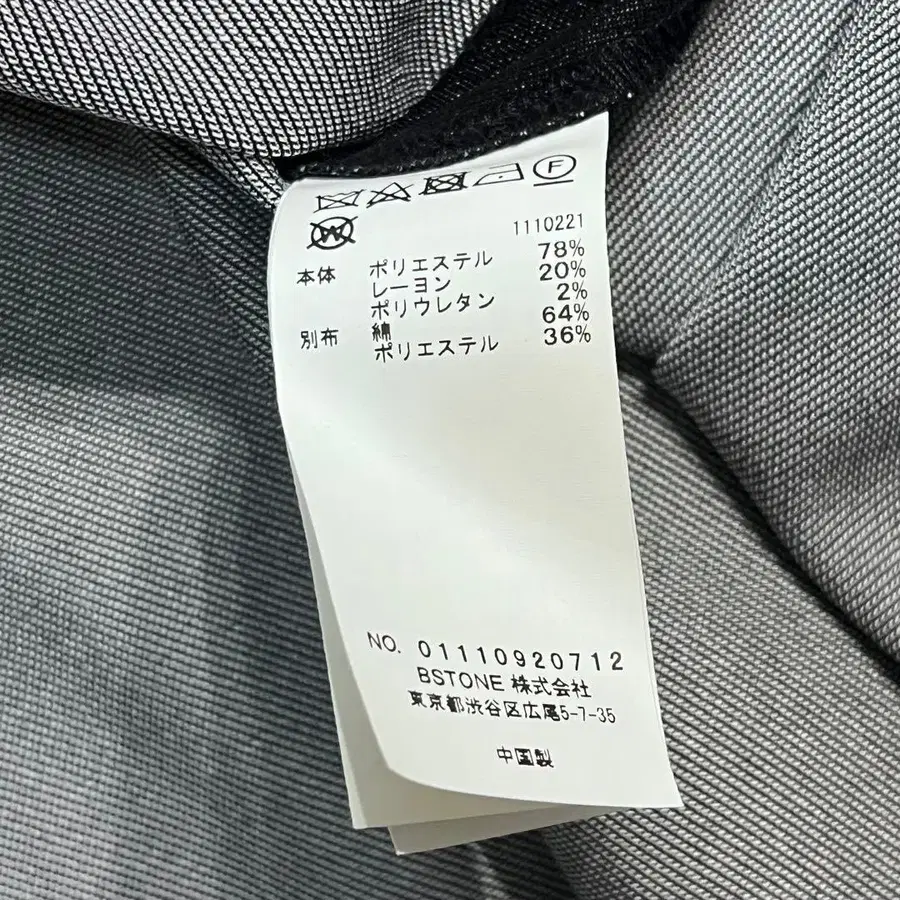 F
W
1110221
本体 ポリエステル 78%
レーヨン 20%
ポリウレタン 2%
別布 綿 64%
ポリエステル 36%
NO. 01110920712
BSTONE 株式会社
東京都渋谷区広尾5-7-35
中国製